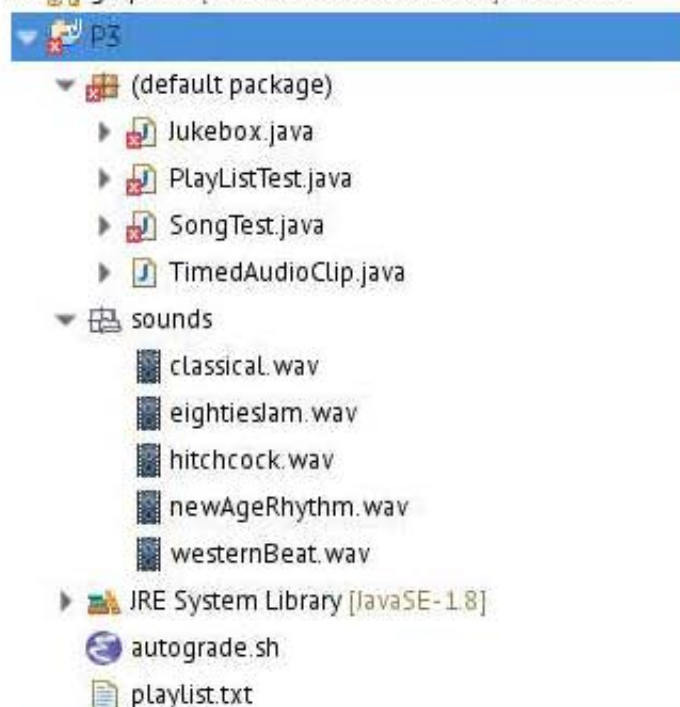 P3
(default package)
Jukebox.java
PlayListTest.java
SongTest.java
TimedAudioClip.java
sounds
classical.wav
eightiesJam.wav
hitchcock.wav
newAgeRhythm.wav
westernBeat.wav
JRE System Library [JavaSE-1.8]
autograde.sh
playlist.txt